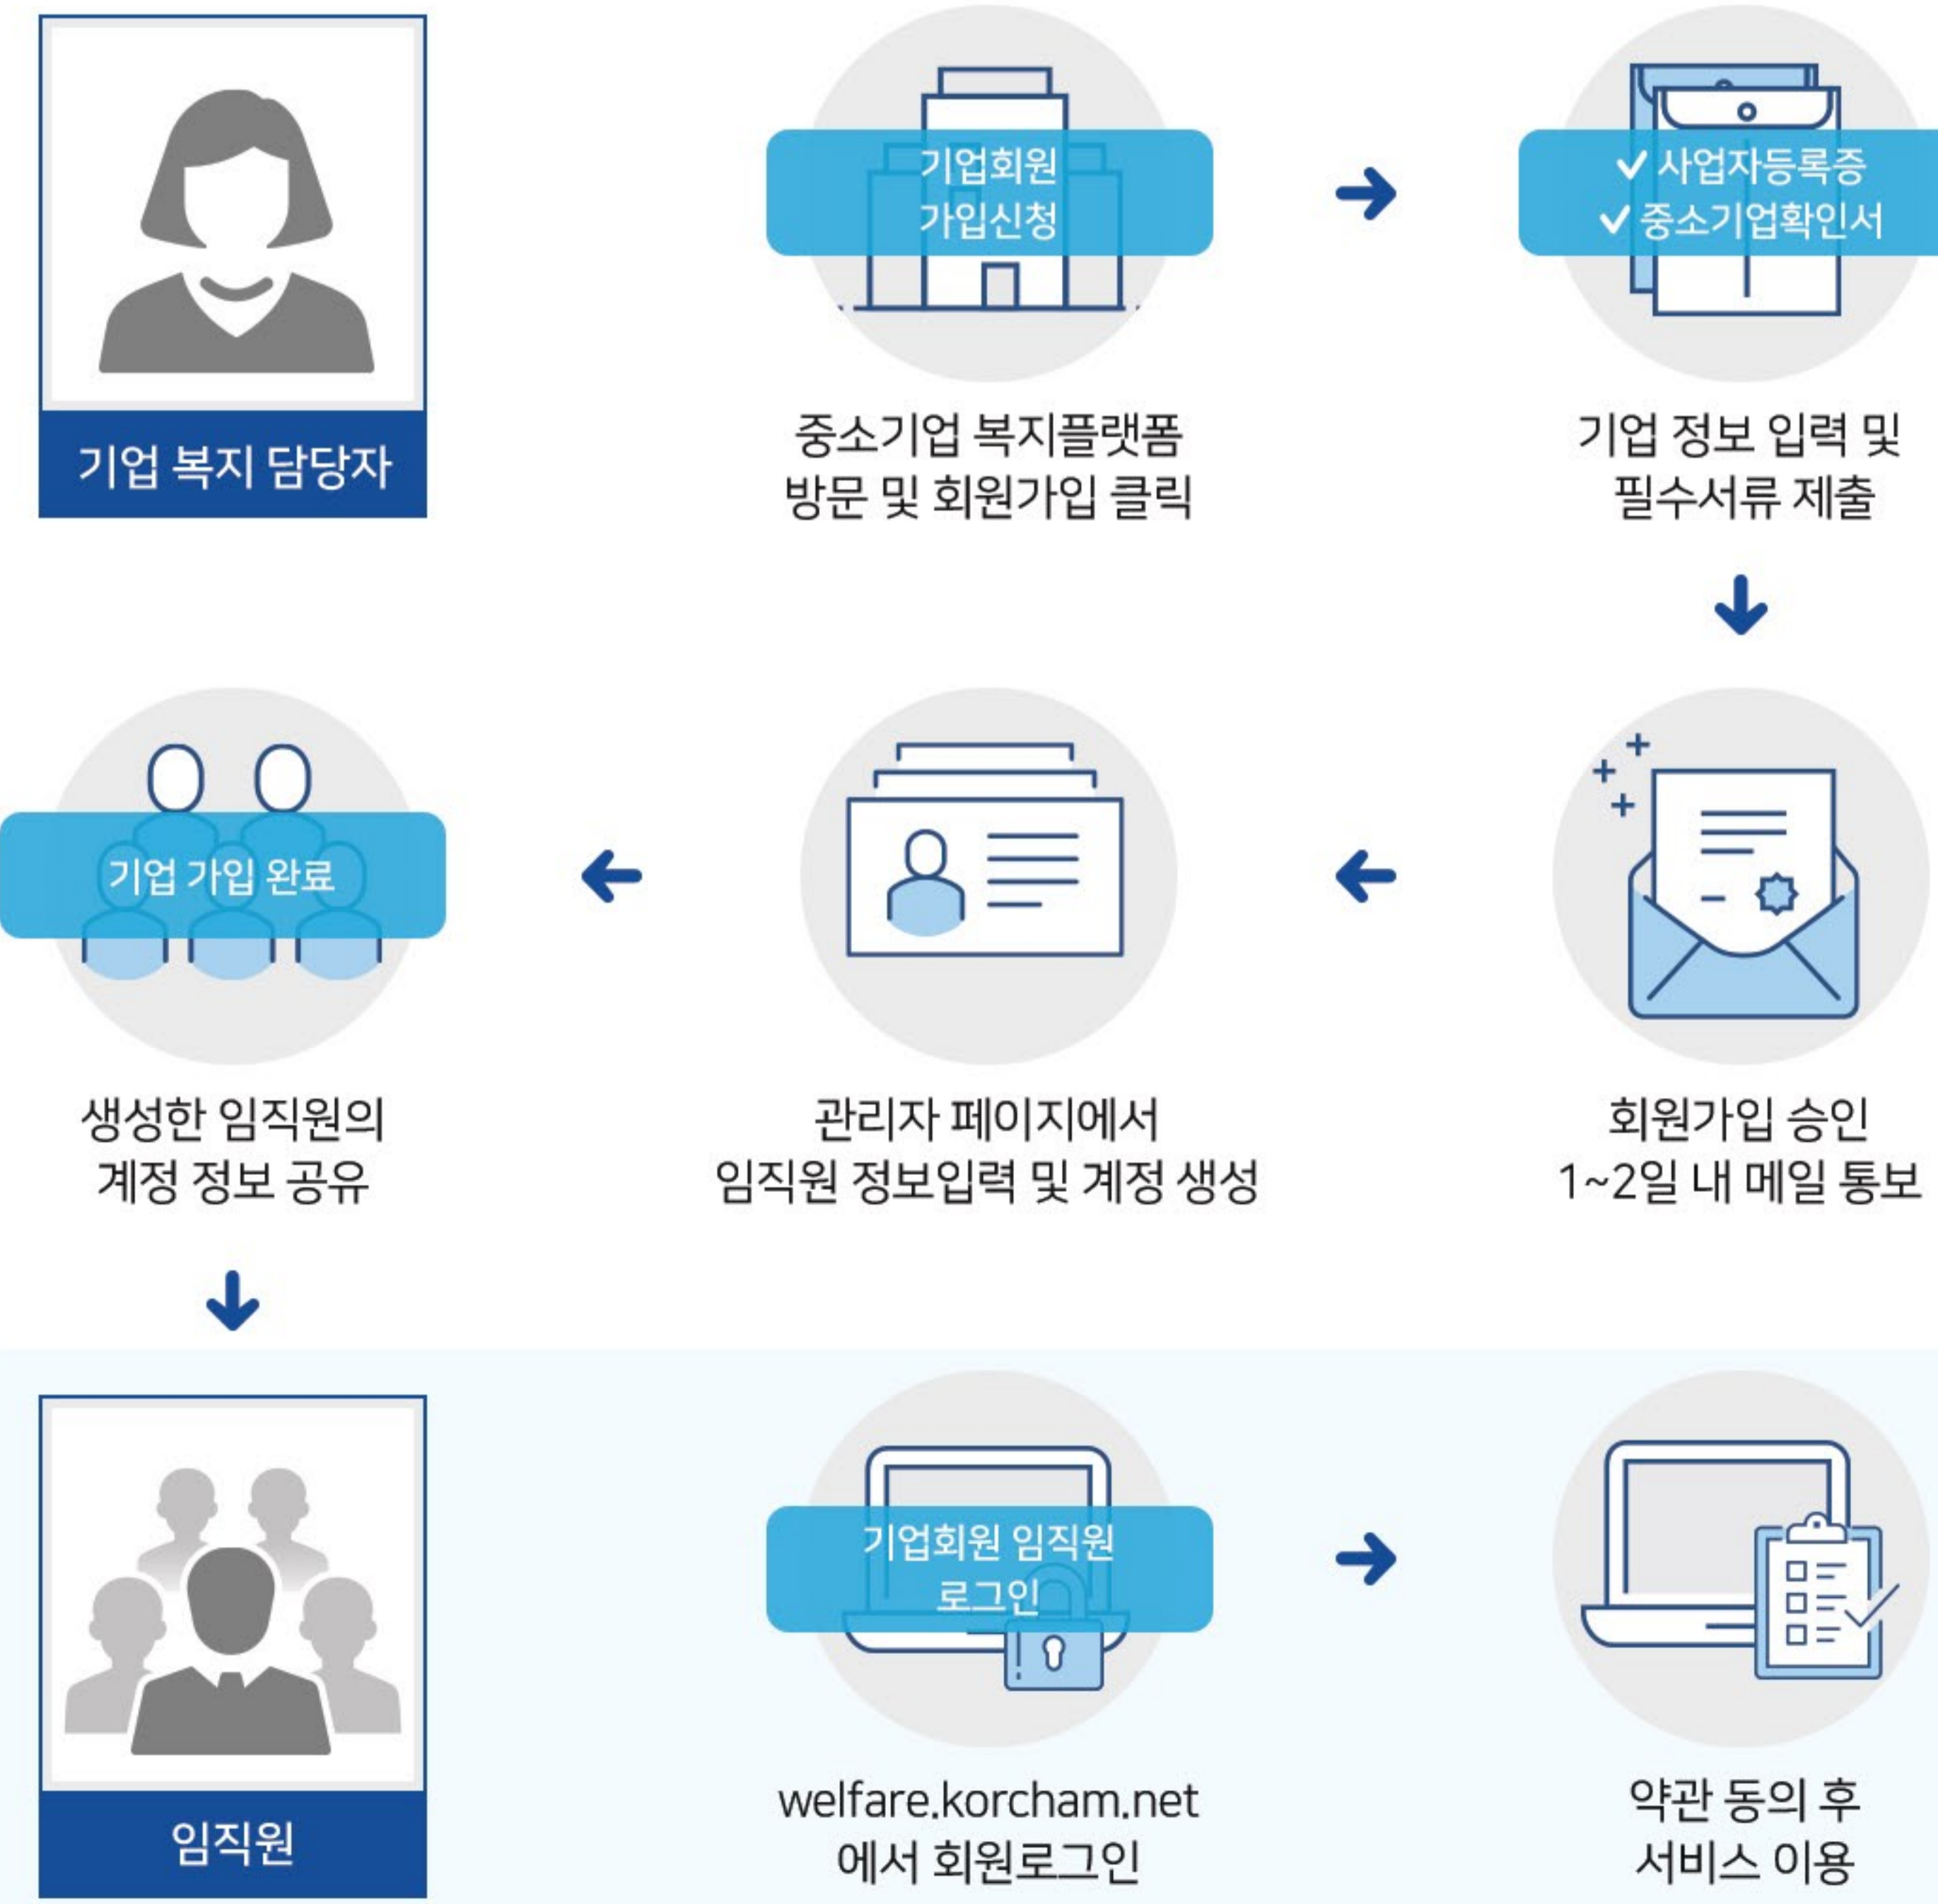 기업 복지 담당자
기업회원
가입신청
중소기업 복지플랫폼
방문 및 회원가입 클릭
✓ 사업자등록증
✓ 중소기업확인서
기업 정보 입력 및
필수서류 제출
회원가입 승인
1~2일 내 메일 통보
관리자 페이지에서
임직원 정보입력 및 계정 생성
기업 가입 완료
생성한 임직원의
계정 정보 공유
임직원
기업회원 임직원
로그인
welfare.korcham.net
에서 회원로그인
약관 동의 후
서비스 이용